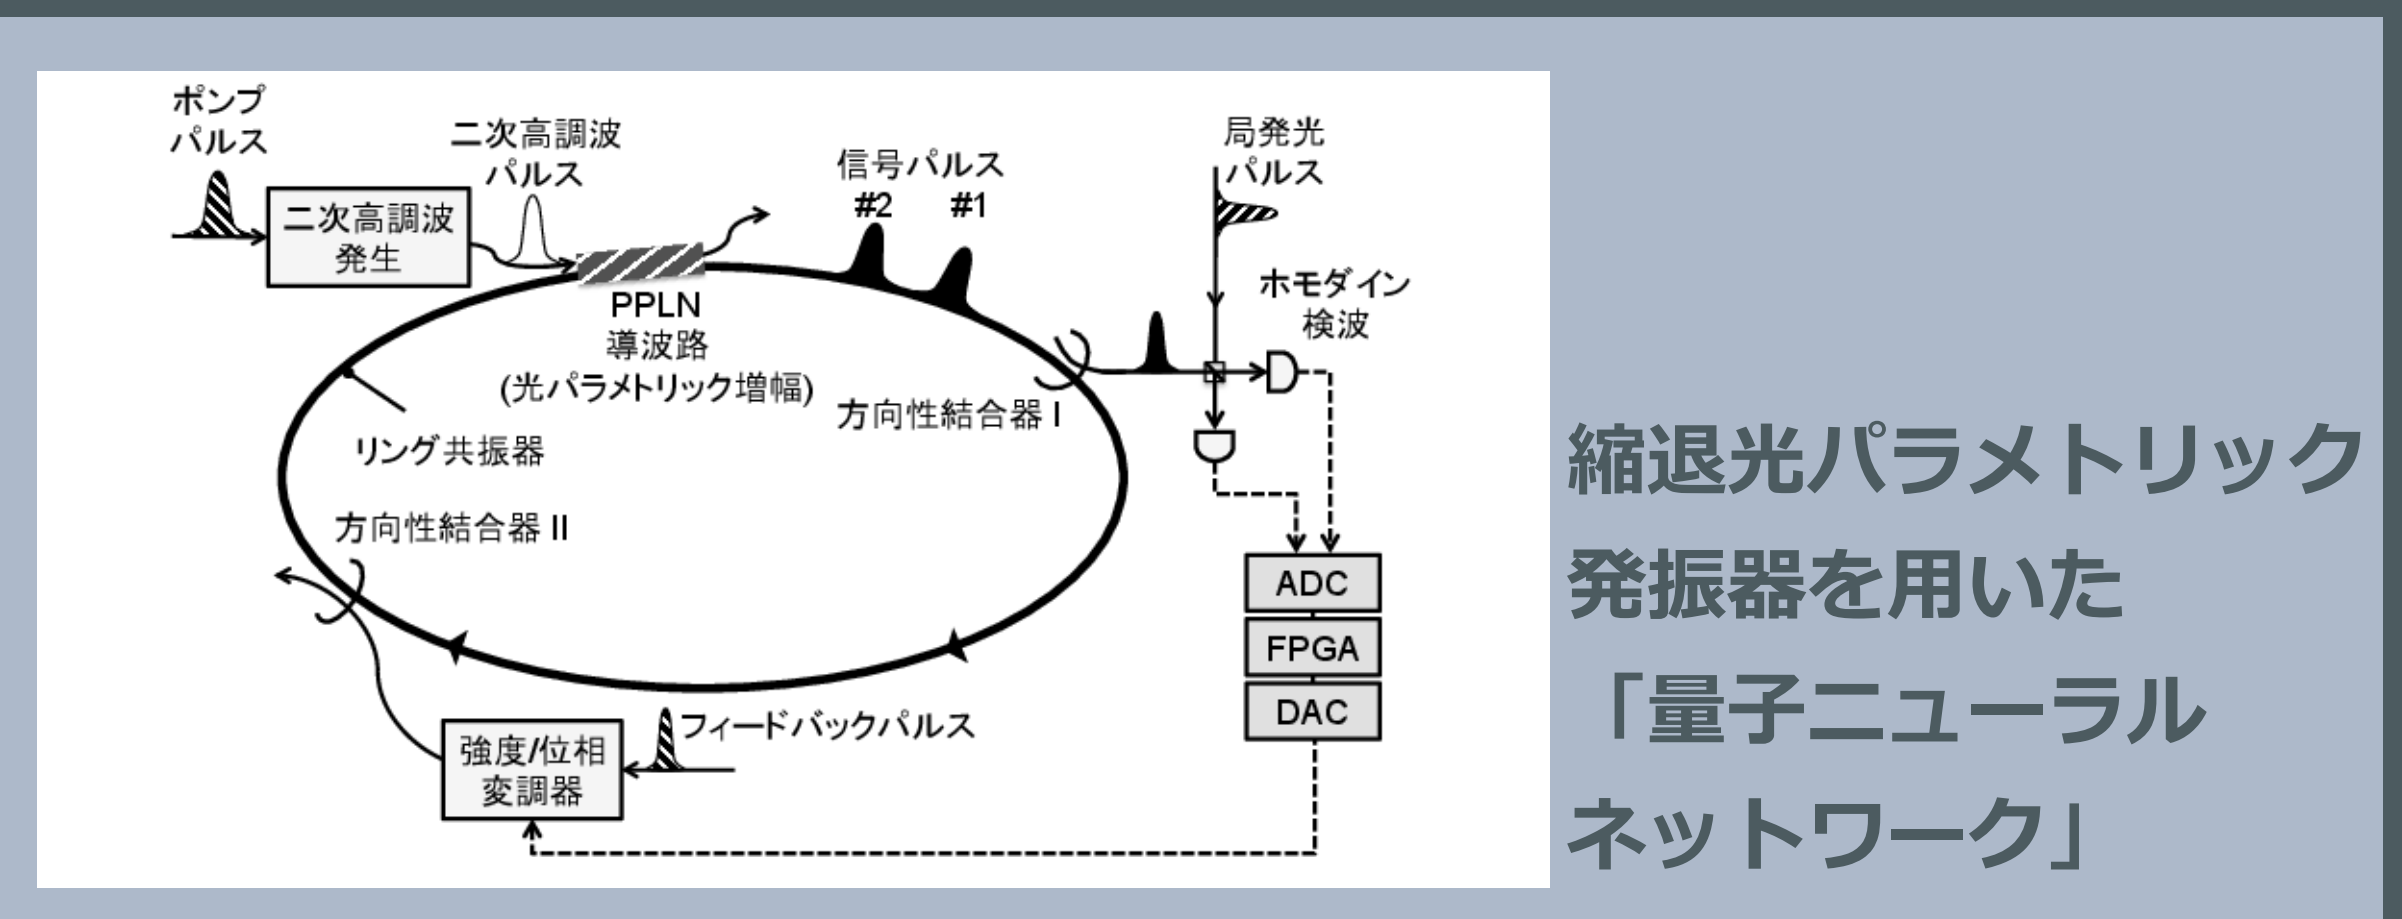 ポンプ
パルス
二次高調波
発生
二次高調波
パルス
PPLN
導波路
(光パラメトリック増幅)
信号パルス
#2 #1
局発光
パルス
ホモダイン
検波
方向性結合器 I
リング共振器
方向性結合器 II
ADC
FPGA
DAC
フィードバックパルス
強度/位相
変調器
縮退光パラメトリック
発振器を用いた
「量子ニューラル
ネットワーク」